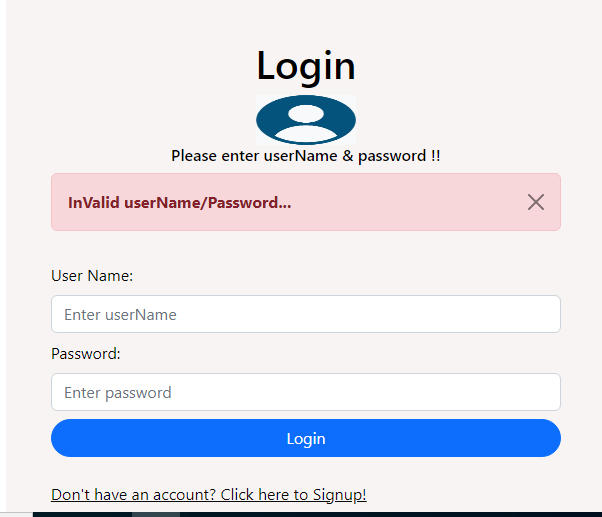 Login
Please enter userName & password !!
InValid userName/Password...
User Name:
Enter userName
Password:
Enter password
Login
Don't have an account? Click here to Signup!